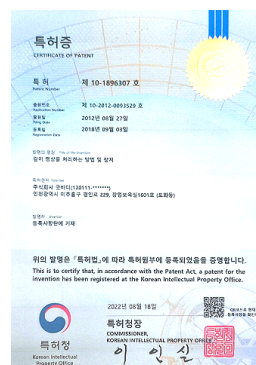 특허증
CERTIFICATE OF PATENT
특 허
Patent Number
제 10-1896307 호
출원번호
Application Number
제 10-2012-0093529 호
출원일
Filing Date
2012년 08월 27일
등록일
Registration Date
2018년 09월 03일
발명의 명칭 Title of the Invention
깊이 영상을 처리하는 방법 및 장치
특허권자 Patentee
주식회사 굿바디(120111-*******)
인천광역시 미추홀구 경인로 229, 창업보육실1601호 (도화동)
발명자 Inventor
등록사항란에 기재
위의 발명은 「특허법」에 따라 특허원부에 등록되었음을 증명합니다.
This is to certify that, in accordance with the Patent Act, a patent for the
invention has been registered at the Korean Intellectual Property Office.
2022년 08월 18일
특허청
Korean Intellectual
Property Office
특허청장
COMMISSIONER,
KOREAN INTELLECTUAL PROPERTY OFFICE
이 인 실